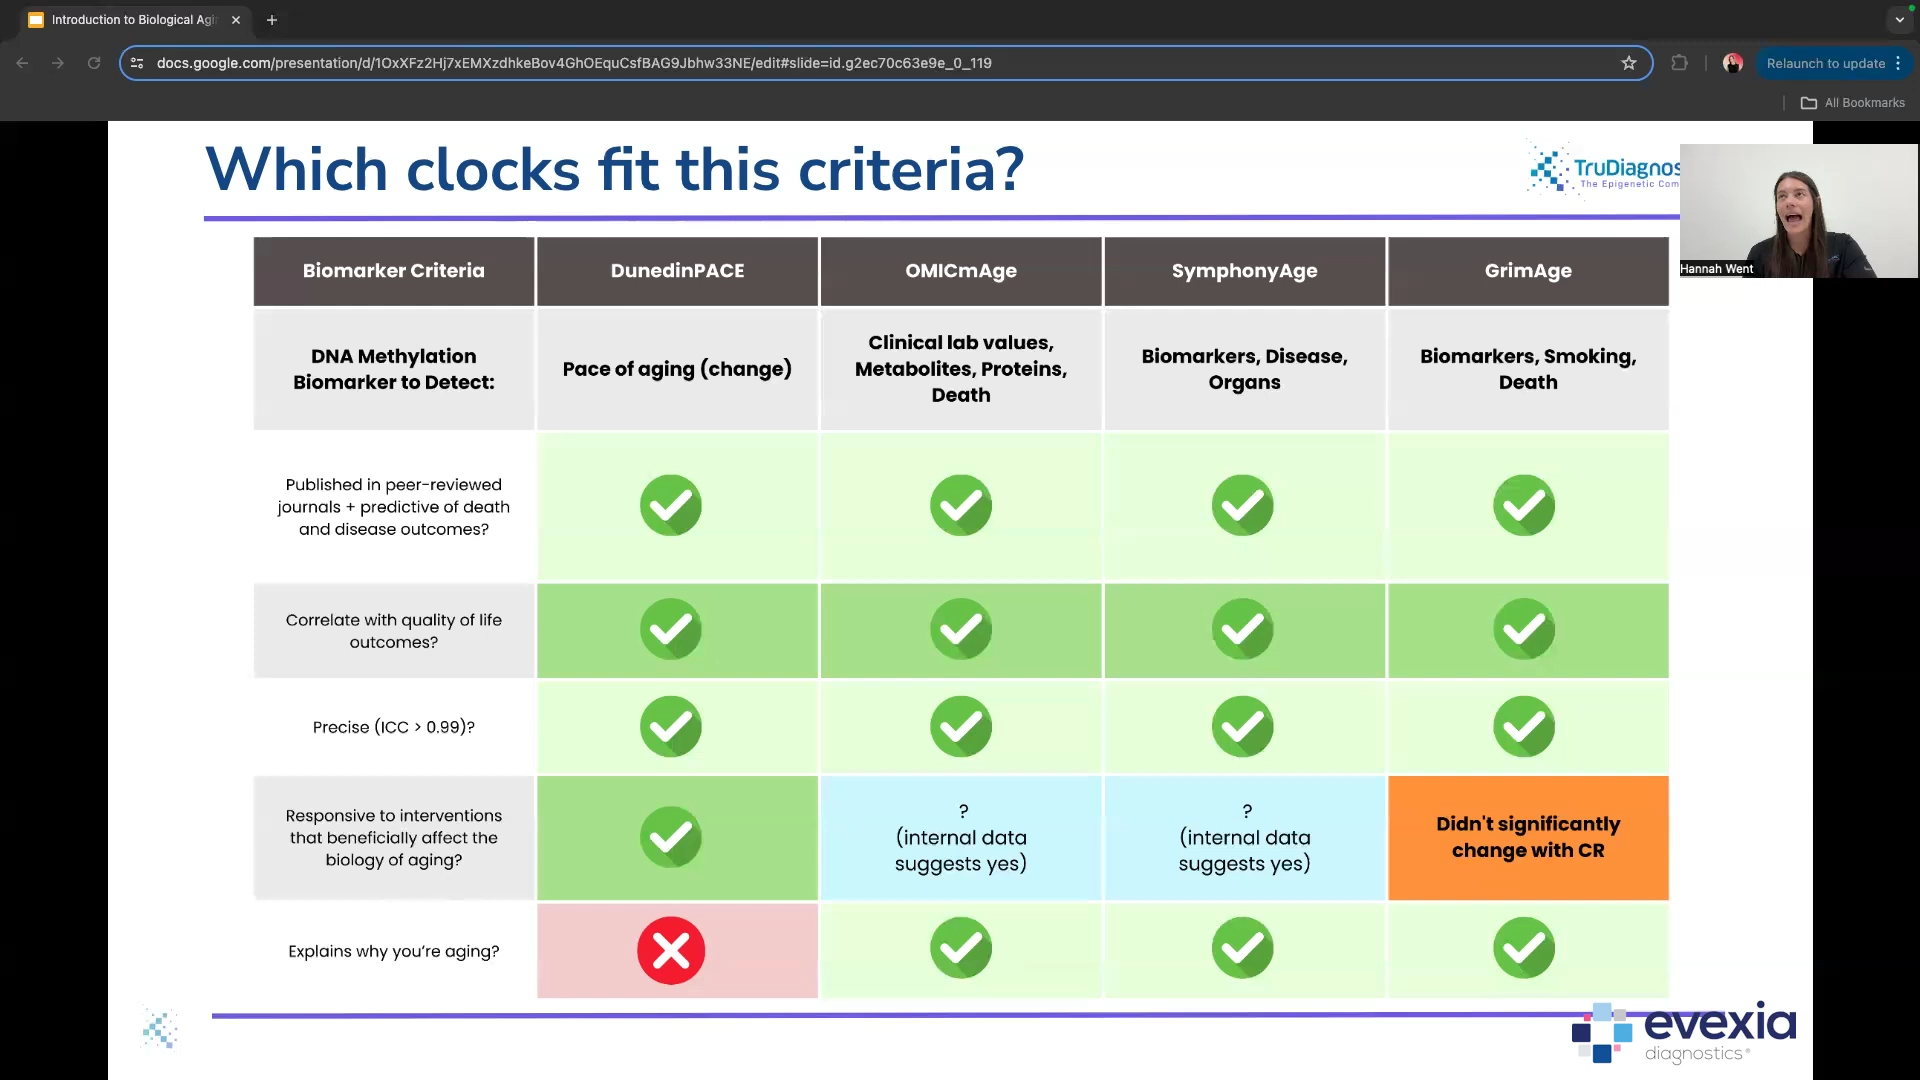 Introduction to Biological Agi
docs.google.com/presentation/d/1OxXFz2Hj7xEMXzdhkeBov4GhOEquCsfBAG9Jbhw33NE/edit#slide=id.g2ec70c63e9e_0_119
Relaunch to update
All Bookmarks
Which clocks fit this criteria?
TruDiagnos
The Epigenetic Com
Hannah Went
Biomarker Criteria
DunedinPACE
OMICmAge
SymphonyAge
GrimAge
DNA Methylation
Biomarker to Detect:
Pace of aging (change)
Clinical lab values,
Metabolites, Proteins,
Death
Biomarkers, Disease,
Organs
Biomarkers, Smoking,
Death
Published in peer-reviewed
journals + predictive of death
and disease outcomes?
Correlate with quality of life
outcomes?
Precise (ICC > 0.99)?
Responsive to interventions
that beneficially affect the
biology of aging?
?
(internal data
suggests yes)
?
(internal data
suggests yes)
Didn't significantly
change with CR
Explains why you're aging?
evexia
diagnostics®